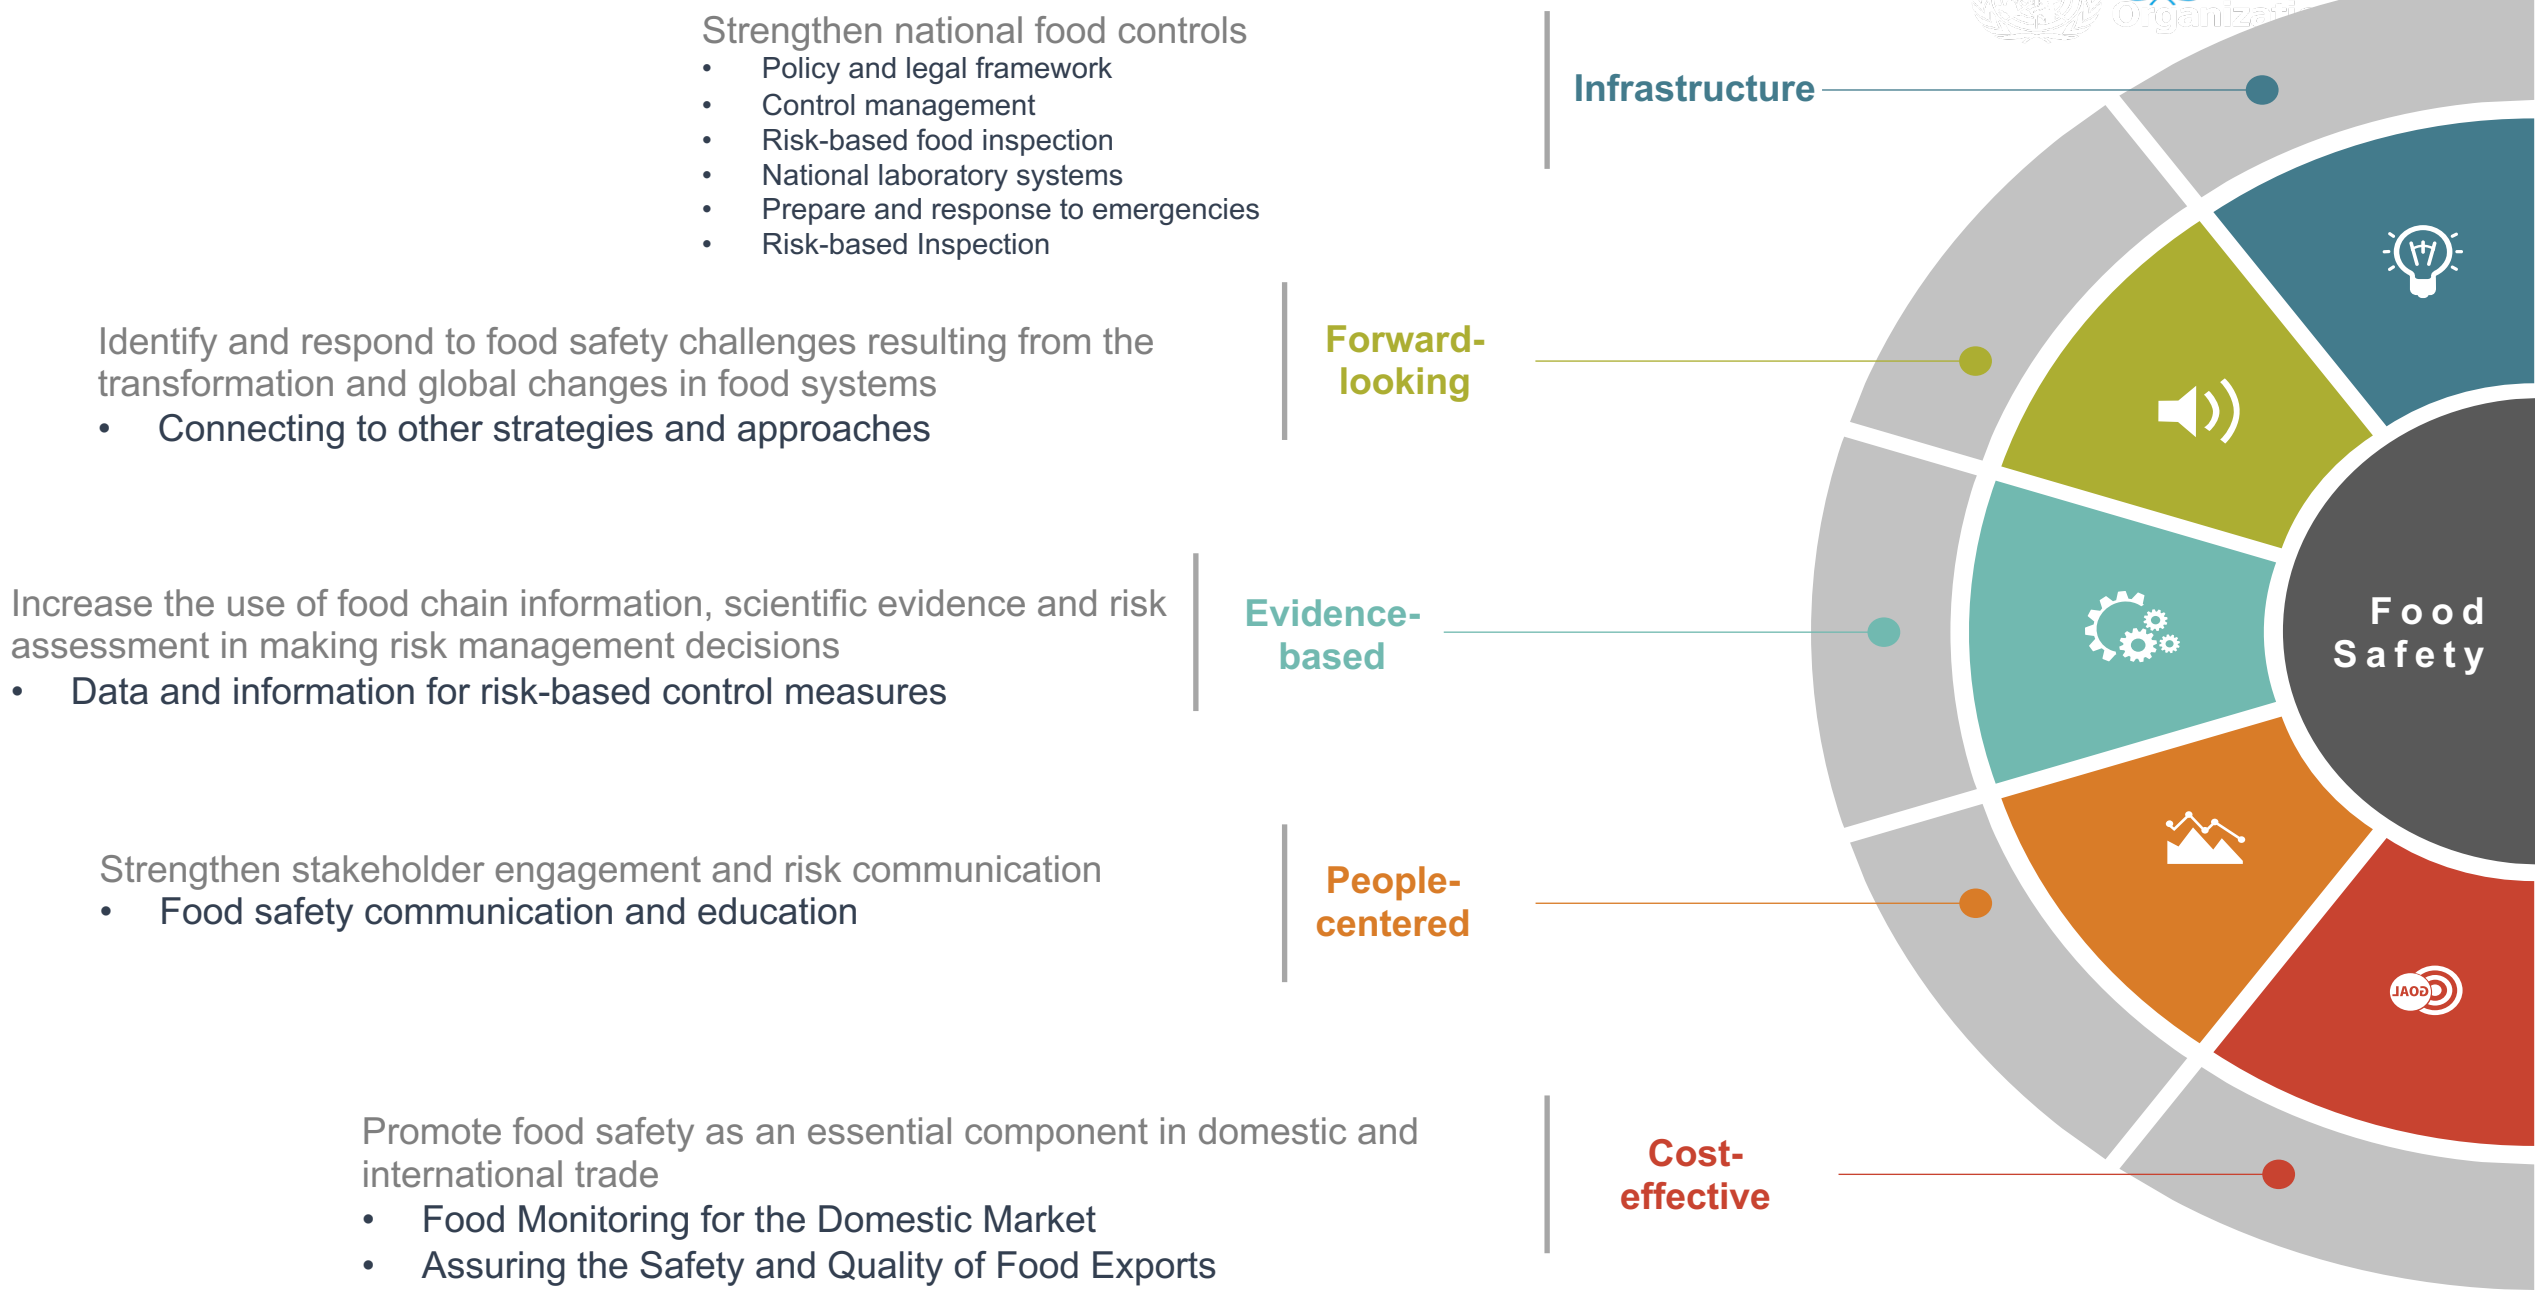 Organizati
Strengthen national food controls
• Policy and legal framework
• Control management
• Risk-based food inspection
• National laboratory systems
• Prepare and response to emergencies
• Risk-based Inspection
Infrastructure
Identify and respond to food safety challenges resulting from the
transformation and global changes in food systems
• Connecting to other strategies and approaches
Forward-
looking
Increase the use of food chain information, scientific evidence and risk
assessment in making risk management decisions
• Data and information for risk-based control measures
Evidence-
based
Food
Safety
Strengthen stakeholder engagement and risk communication
• Food safety communication and education
People-
centered
GOAL
Promote food safety as an essential component in domestic and
international trade
• Food Monitoring for the Domestic Market
• Assuring the Safety and Quality of Food Exports
Cost-
effective